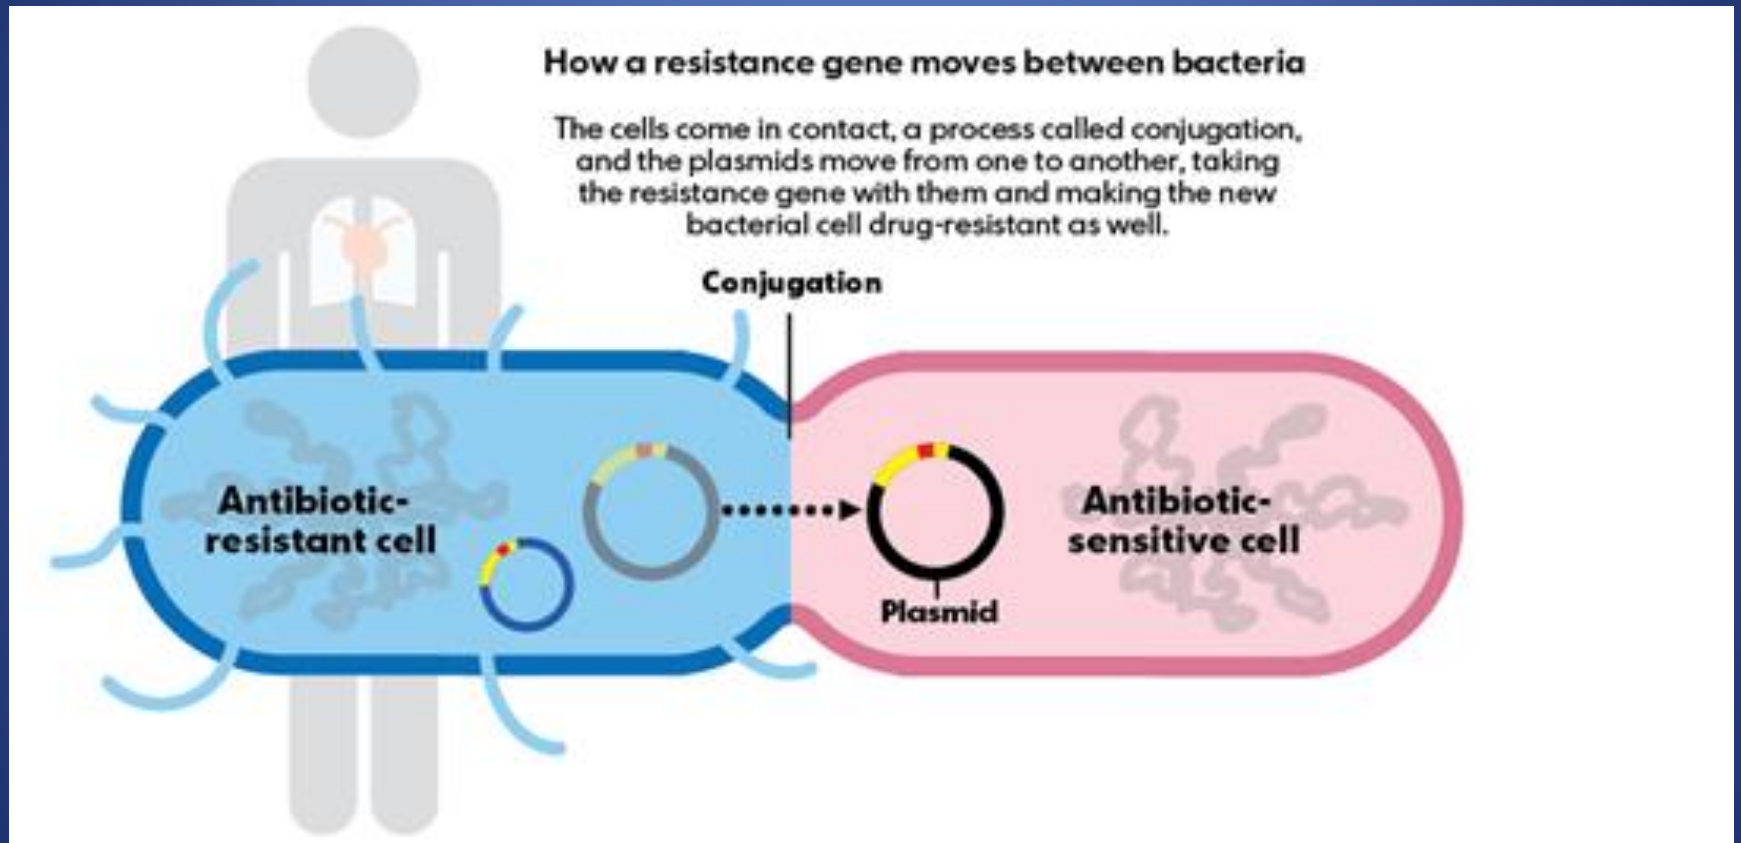 How a resistance gene moves between bacteria
The cells come in contact, a process called conjugation,
and the plasmids move from one to another, taking
the resistance gene with them and making the new
bacterial cell drug-resistant as well.
Conjugation
Antibiotic-
resistant cell
Antibiotic-
sensitive cell
Plasmid